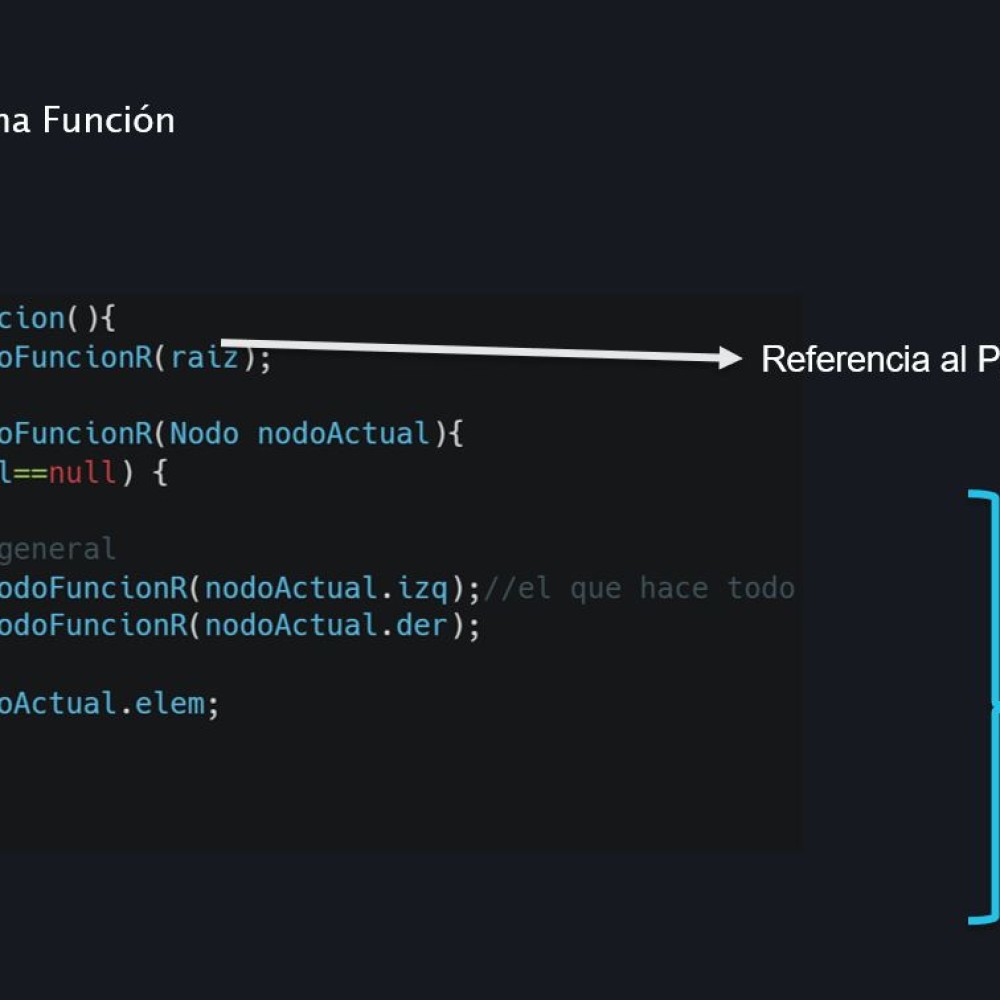 na Función
cion(){
oFuncionR(raiz);
Referencia al P
oFuncionR(Nodo nodoActual){
l==null) {
general
odoFuncionR(nodoActual.izq);//el que hace todo
odoFuncionR(nodoActual.der);
oActual.elem;